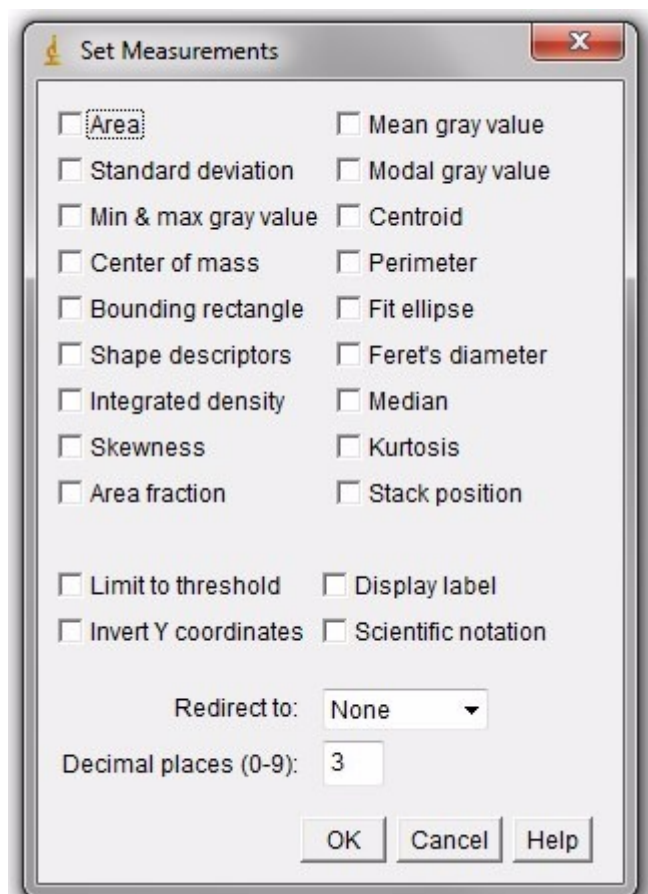 Set Measurements
Area Mean gray value
Standard deviation Modal gray value
Min & max gray value Centroid
Center of mass Perimeter
Bounding rectangle Fit ellipse
Shape descriptors Feret's diameter
Integrated density Median
Skewness Kurtosis
Area fraction Stack position
Limit to threshold Display label
Invert Y coordinates Scientific notation
Redirect to: None
Decimal places (0-9): 3
OK Cancel Help